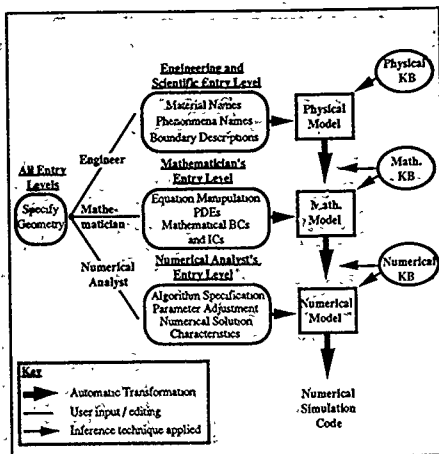 Engineering and
Scientific Entry Level
Material Names
Phenonmena Names
Boundary Descriptions
Physical
KB
Physical
Model
Engineer
All Entry
Levels
Specify
Geometry
Mathe-
matician
Mathematician's
Entry Level
Equation Manipulation
PDEs
Mathematical BCs
and ICs
Math.
KB
Math.
Model
Numerical
Analyst
Numerical Analyst's
Entry Level
Algorithm Specification
Parameter Adjustment
Numerical Solution
Characteristics
Numerical
KB
Numerical
Model
Numerical
Simulation
Code
Key
Automatic Transformation
User input / editing
Inference technique applied